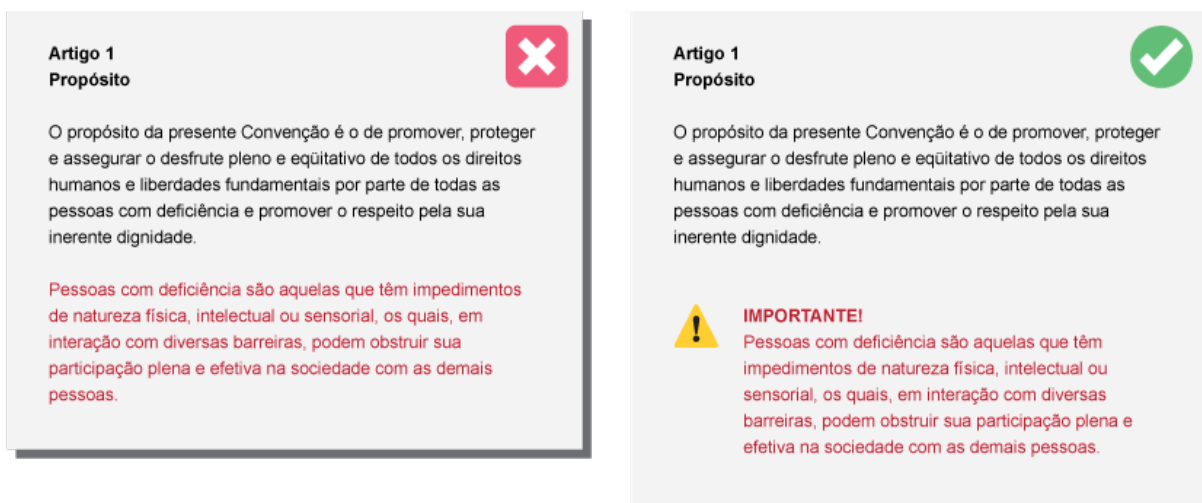 Artigo 1
Propósito
O propósito da presente Convenção é o de promover, proteger
e assegurar o desfrute pleno e eqüitativo de todos os direitos
humanos e liberdades fundamentais por parte de todas as
pessoas com deficiência e promover o respeito pela sua
inerente dignidade.
Pessoas com deficiência são aquelas que têm impedimentos
de natureza física, intelectual ou sensorial, os quais, em
interação com diversas barreiras, podem obstruir sua
participação plena e efetiva na sociedade com as demais
pessoas.
Artigo 1
Propósito
O propósito da presente Convenção é o de promover, proteger
e assegurar o desfrute pleno e eqüitativo de todos os direitos
humanos e liberdades fundamentais por parte de todas as
pessoas com deficiência e promover o respeito pela sua
inerente dignidade.
IMPORTANTE!
Pessoas com deficiência são aquelas que têm
impedimentos de natureza física, intelectual ou
sensorial, os quais, em interação com diversas
barreiras, podem obstruir sua participação plena e
efetiva na sociedade com as demais pessoas.